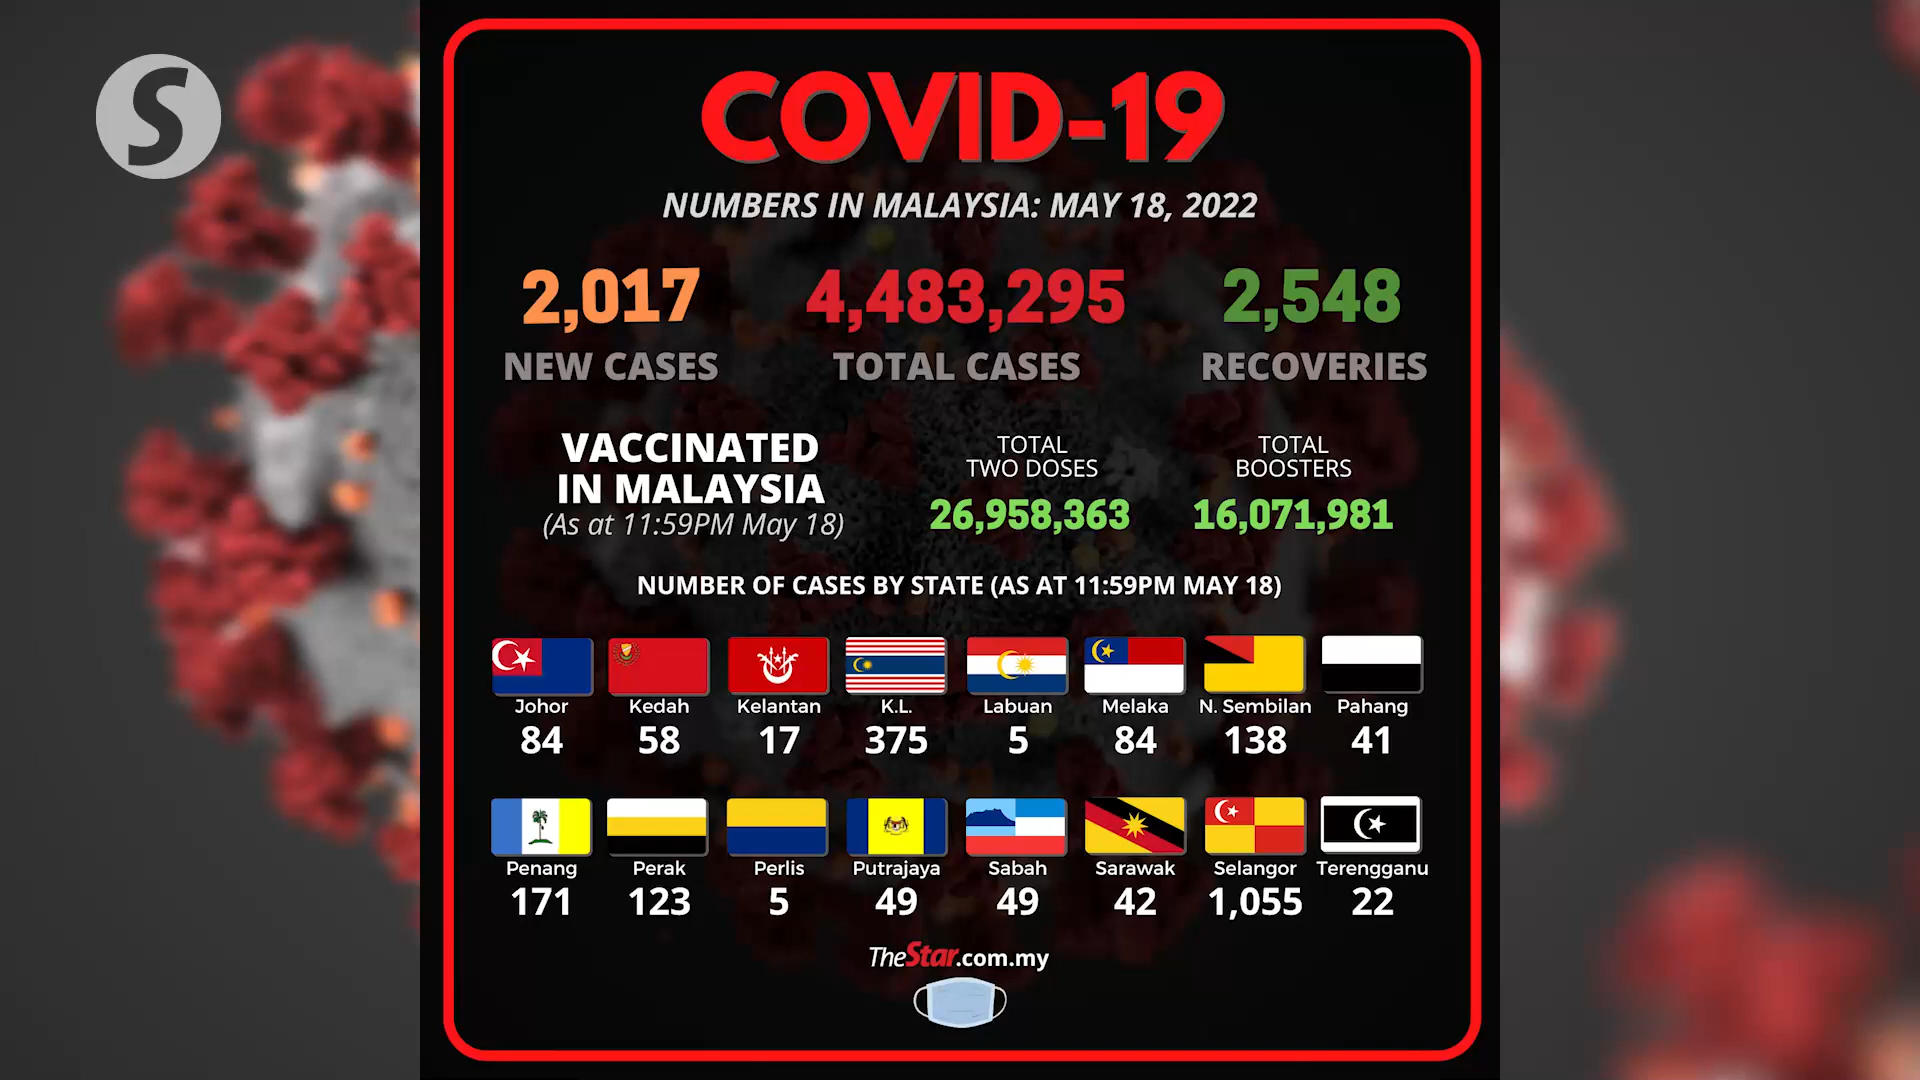 S
COVID-19
NUMBERS IN MALAYSIA: MAY 18, 2022
2,017 4,483,295 2,548
NEW CASES TOTAL CASES RECOVERIES
VACCINATED
IN MALAYSIA
(As at 11:59PM May 18)
TOTAL
TWO DOSES
26,958,363
TOTAL
BOOSTERS
16,071,981
NUMBER OF CASES BY STATE (AS AT 11:59PM MAY 18)
Johor Kedah Kelantan K.L. Labuan Melaka N. Sembilan Pahang
84 58 17 375 5 84 138 41
Penang Perak Perlis Putrajaya Sabah Sarawak Selangor Terengganu
171 123 5 49 49 42 1,055 22
TheStar.com.my